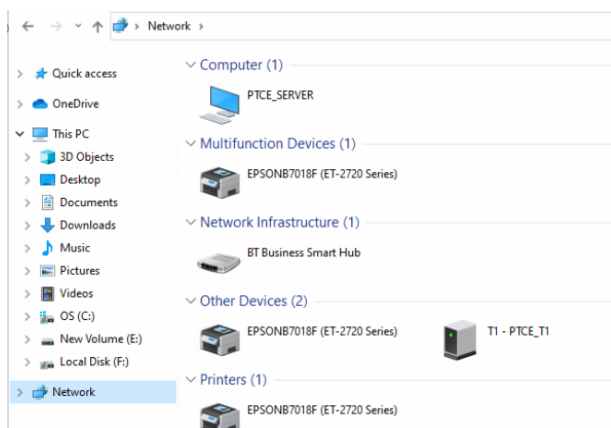 Network
Quick access
OneDrive
This PC
3D Objects
Desktop
Documents
Downloads
Music
Pictures
Videos
OS (C:)
New Volume (E:)
Local Disk (F:)
Network
Computer (1)
PTCE_SERVER
Multifunction Devices (1)
EPSONB7018F (ET-2720 Series)
Network Infrastructure (1)
BT Business Smart Hub
Other Devices (2)
EPSONB7018F (ET-2720 Series)
T1 - PTCE_T1
Printers (1)
EPSONB7018F (ET-2720 Series)